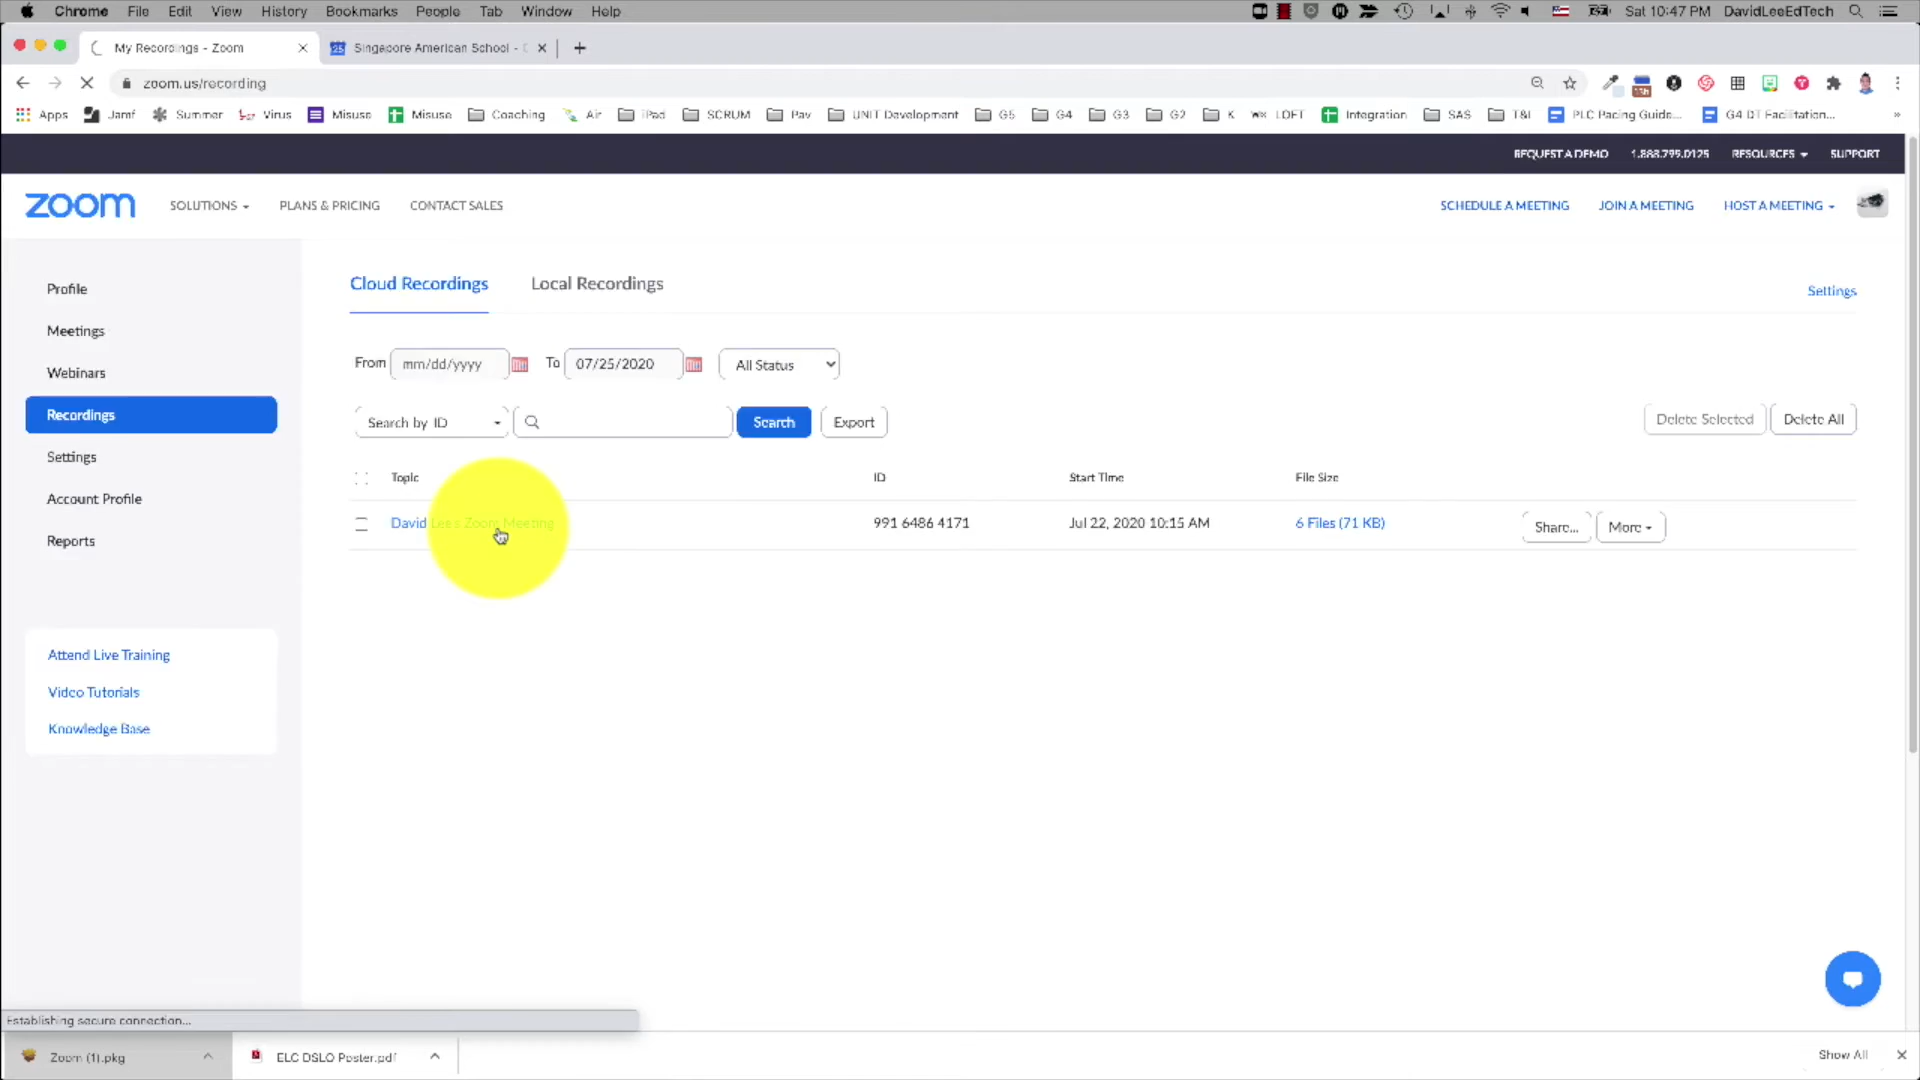 Chrome File Edit View History Bookmarks People Tab Window Help Sat 10:47 PM DavidLeeEdTech
My Recordings - Zoom Singapore American School -
zoom.us/recording
Apps Jamf Summer Virus Misuse Misuse Coaching Air iPad SCRUM Pav UNIT Development G5 G4 G3 G2 K LOFT Integration SAS T&I PLC Pacing Guide... G4 DT Facilitation... »
REQUEST A DEMO 1.888.799.0125 RESOURCES SUPPORT
zoom SOLUTIONS PLANS & PRICING CONTACT SALES SCHEDULE A MEETING JOIN A MEETING HOST A MEETING
Profile
Meetings
Webinars
Recordings
Settings
Account Profile
Reports
Attend Live Training
Video Tutorials
Knowledge Base
Cloud Recordings Local Recordings
Settings
From mm/dd/yyyy To 07/25/2020 All Status
Search by ID Search Export Delete Selected Delete All
Topic ID Start Time File Size
David Lee's Zoom Meeting 991 6486 4171 Jul 22, 2020 10:15 AM 6 Files (71 KB) Share... More
Establishing secure connection...
Zoom (1).pkg ELC DSLO Poster.pdf Show All